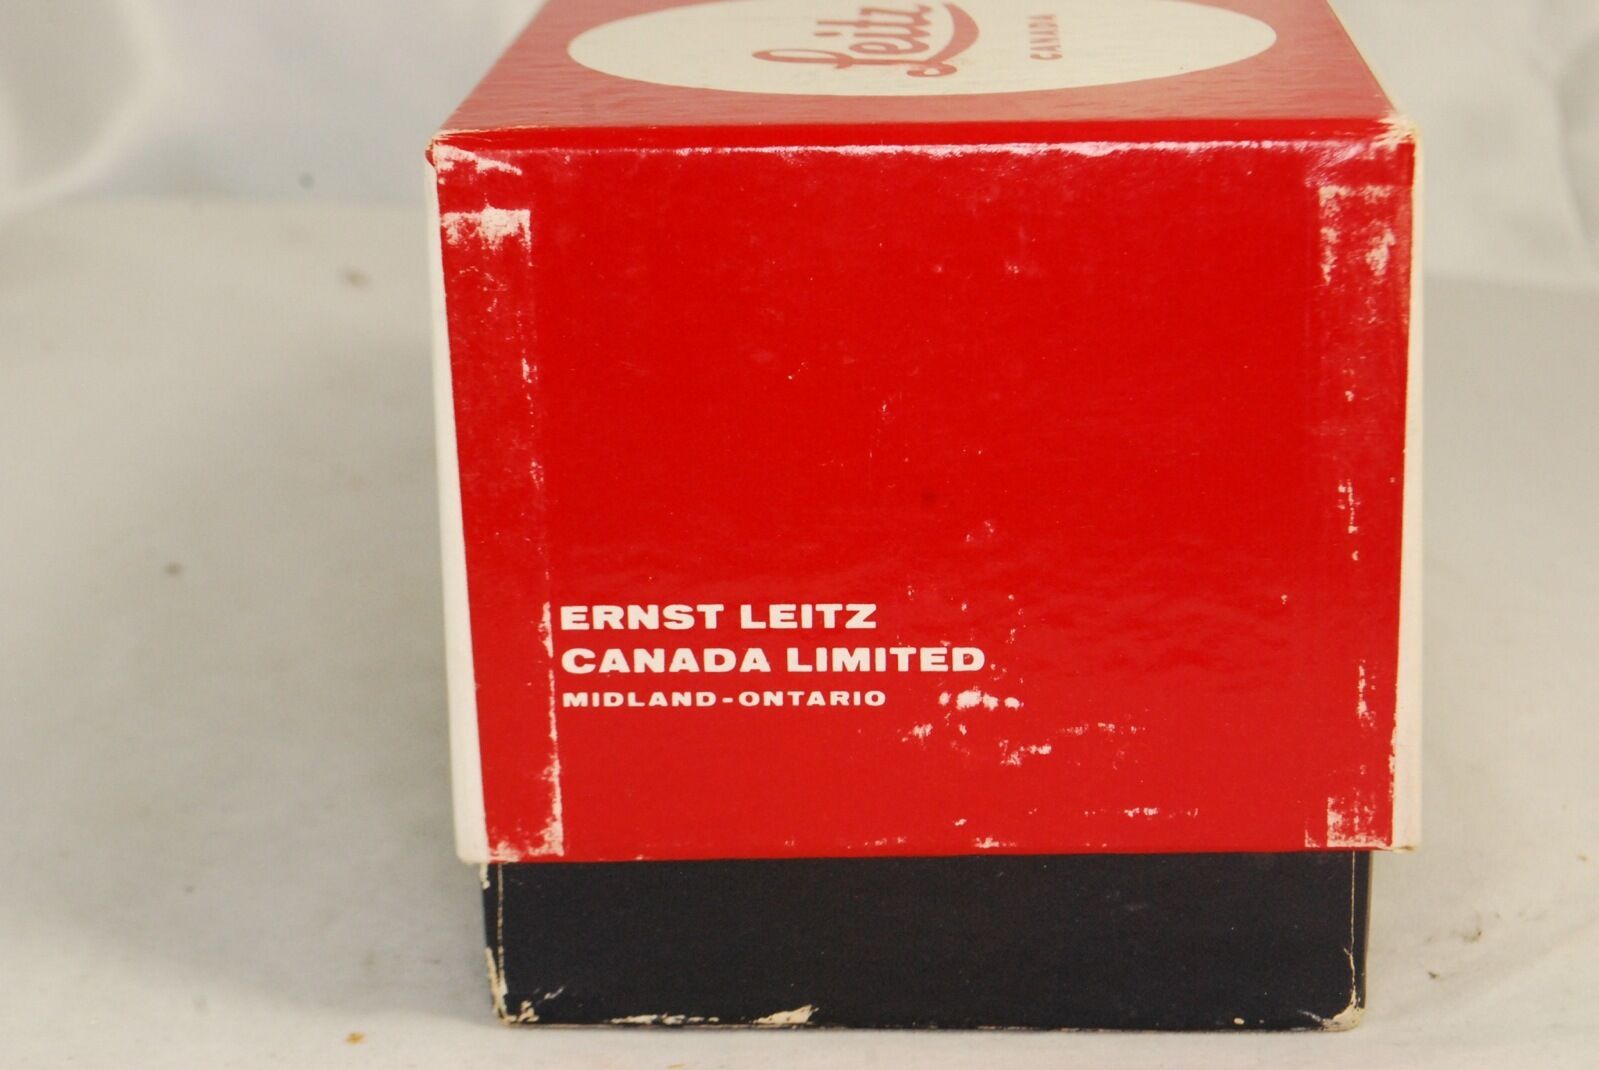 Leitz
CANADA
ERNST LEITZ
CANADA LIMITED
MIDLAND-ONTARIO